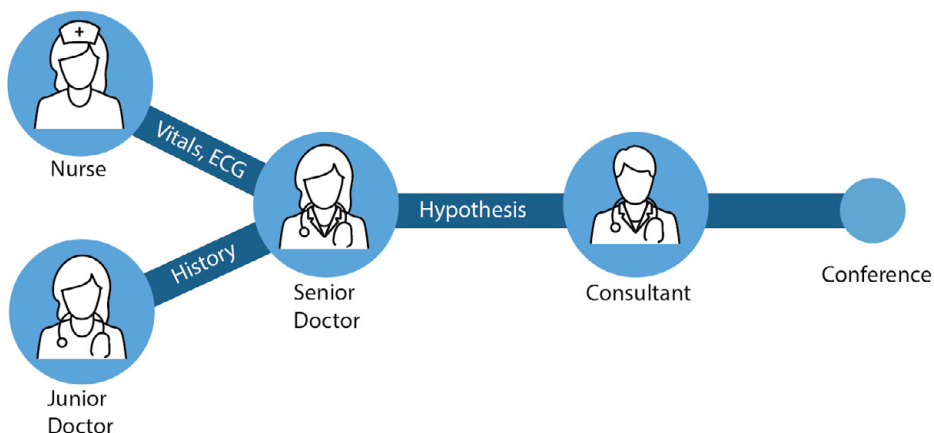 Nurse
Vitals, ECG
Junior
Doctor
History
Senior
Doctor
Hypothesis
Consultant
Conference